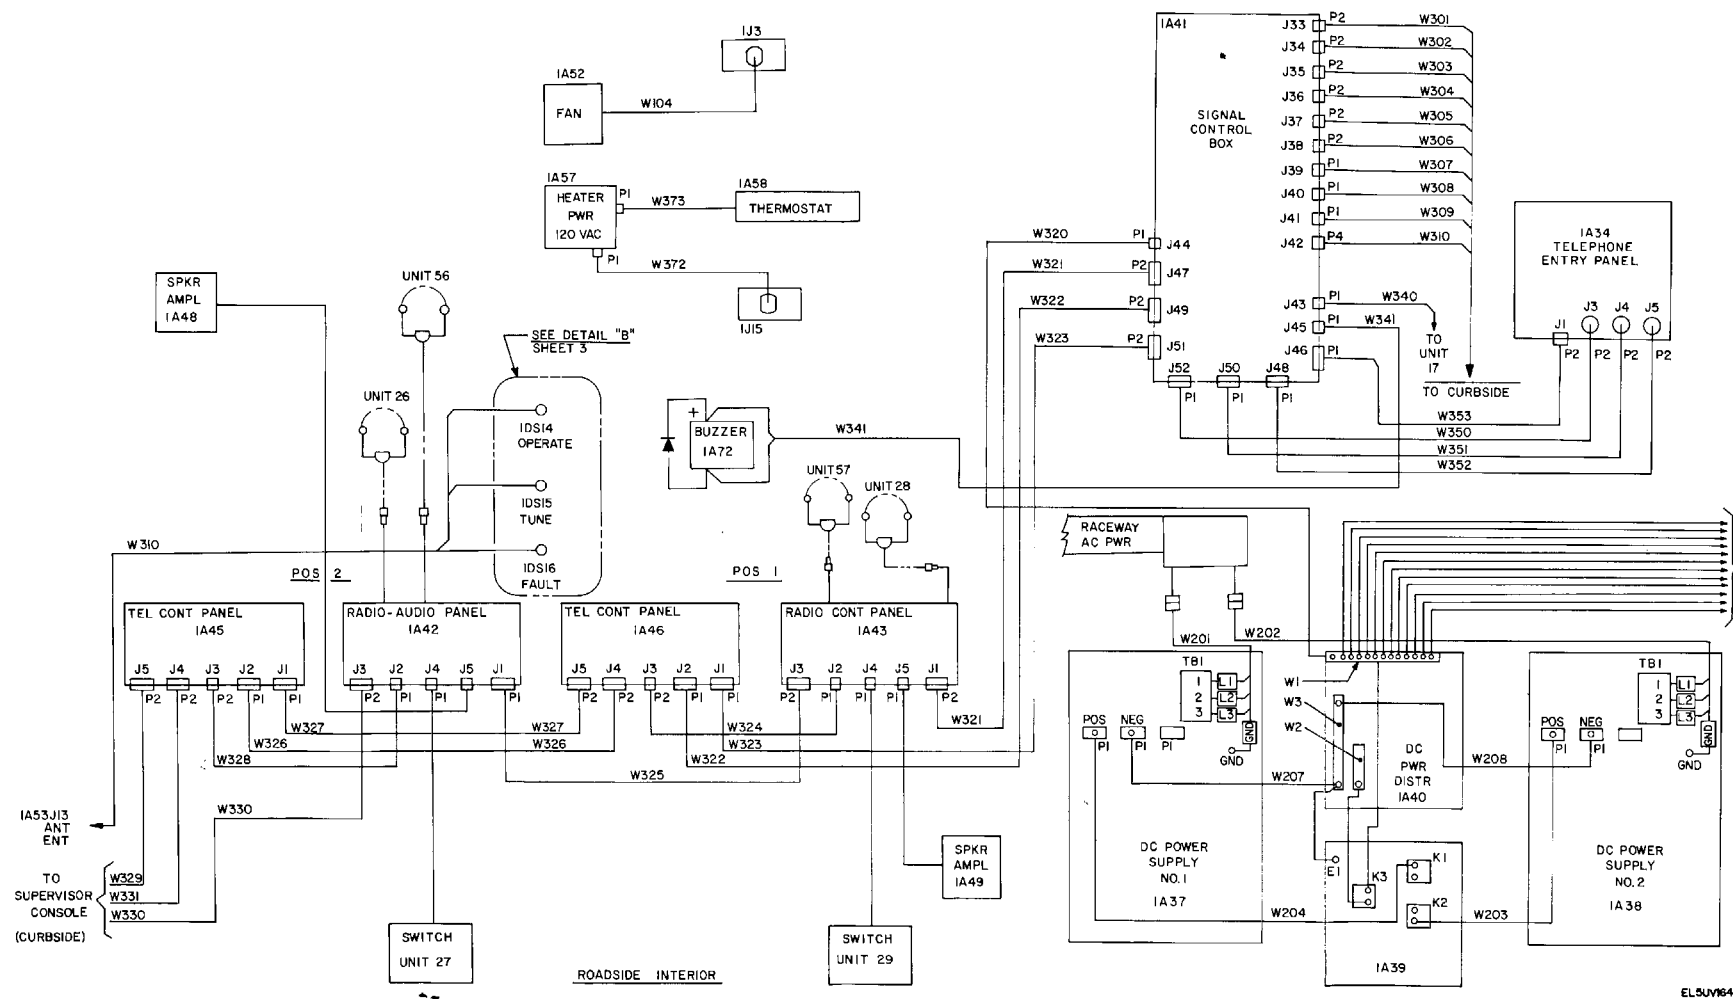 1J3
1A52
FAN
W104
1A57
HEATER
PWR
120 VAC
P1
W373
1A58
THERMOSTAT
P1
W372
1J15
SPKR
AMPL
1A48
UNIT 56
UNIT 26
SEE DETAIL "B"
SHEET 3
1DS14
OPERATE
1DS15
TUNE
1DS16
FAULT
W310
POS 2
POS 1
+
BUZZER
1A72
W341
UNIT 57
UNIT 28
1A41
SIGNAL
CONTROL
BOX
J33 P2 W301
J34 P2 W302
J35 P2 W303
J36 P2 W304
J37 P2 W305
J38 P2 W306
J39 P1 W307
J40 P1 W308
J41 P1 W309
J42 P4 W310
J43 P1 W340
J45 P1 W341
J46 P1
W320 P1 J44
W321 P2 J47
W322 P2 J49
W323 P2 J51
J52 J50 J48
P1 P1 P1
TO
UNIT
17
TO CURBSIDE
W353
W350
W351
W352
1A34
TELEPHONE
ENTRY PANEL
J1 J3 J4 J5
P2 P2 P2 P2
TEL CONT PANEL
1A45
J5 J4 J3 J2 J1
P2 P2 P2 P1 P1
RADIO-AUDIO PANEL
1A42
J3 J2 J4 J5 J1
P2 P1 P1 P1 P1
TEL CONT PANEL
1A46
J5 J4 J3 J2 J1
P2 P2 P1 P1 P1
RADIO CONT PANEL
1A43
J3 J2 J4 J5 J1
P2 P1 P1 P1 P2
W327 W327
W326 W326
W328
W325
W324
W323
W322
W321
W330
1A53J13
ANT
ENT
TO
SUPERVISOR
CONSOLE
(CURBSIDE)
W329
W331
W330
SWITCH
UNIT 27
SWITCH
UNIT 29
SPKR
AMPL
1A49
ROADSIDE INTERIOR
RACEWAY
AC PWR
W201
W202
TB1
1 L1
2 L2
3 L3
GND
GND
POS NEG
P1 P1 P1
W207
DC POWER
SUPPLY
NO.1
1A37
W204
W1
W3
W2
DC
PWR
DISTR
1A40
W208
E1
K3
K1
K2
1A39
W203
TB1
1 L1
2 L2
3 L3
GND
GND
POS NEG
P1 P1
DC POWER
SUPPLY
NO.2
1A38
EL5UV164